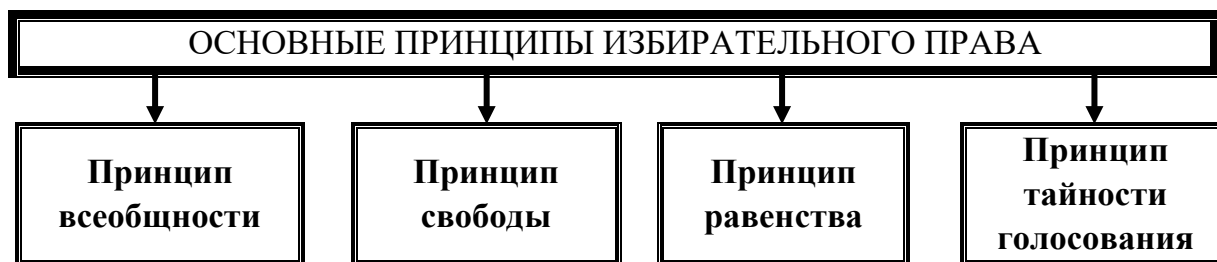 ОСНОВНЫЕ ПРИНЦИПЫ ИЗБИРАТЕЛЬНОГО ПРАВА
Принцип
всеобщности
Принцип
свободы
Принцип
равенства
Принцип
тайности
голосования